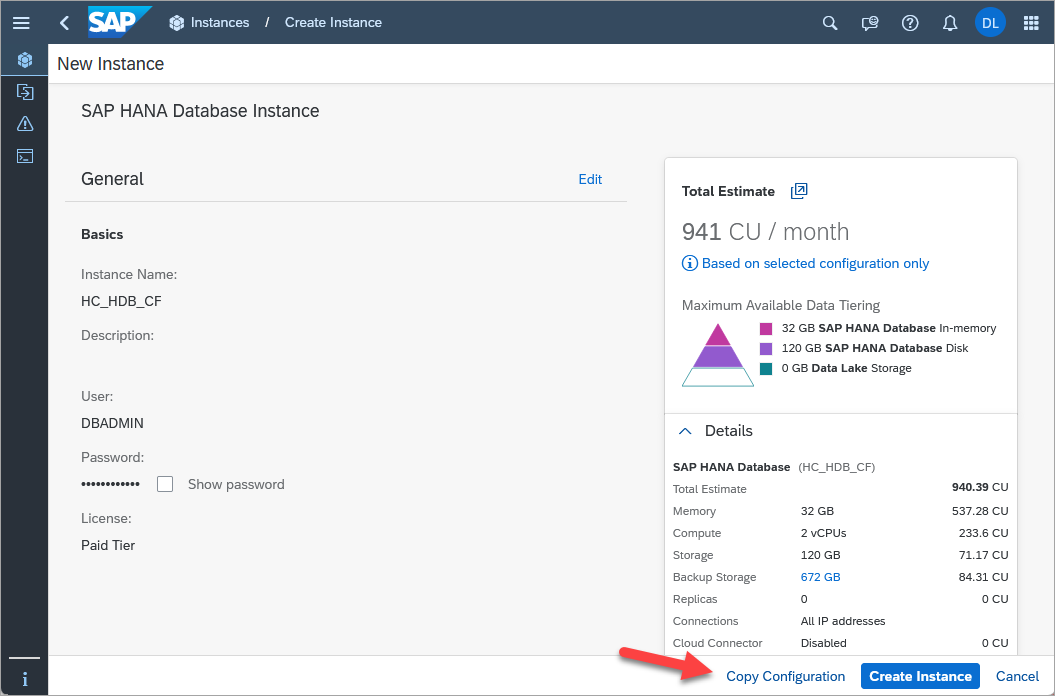 SAP Instances / Create Instance DL
New Instance
SAP HANA Database Instance
General Edit
Basics
Instance Name:
HC_HDB_CF
Description:
User:
DBADMIN
Password:
•••••••••••• Show password
License:
Paid Tier
Total Estimate
941 CU / month
Based on selected configuration only
Maximum Available Data Tiering
32 GB SAP HANA Database In-memory
120 GB SAP HANA Database Disk
0 GB Data Lake Storage
Details
SAP HANA Database (HC_HDB_CF)
Total Estimate 940.39 CU
Memory 32 GB 537.28 CU
Compute 2 vCPUs 233.6 CU
Storage 120 GB 71.17 CU
Backup Storage 672 GB 84.31 CU
Replicas 0 0 CU
Connections All IP addresses
Cloud Connector Disabled 0 CU
Copy Configuration Create Instance Cancel